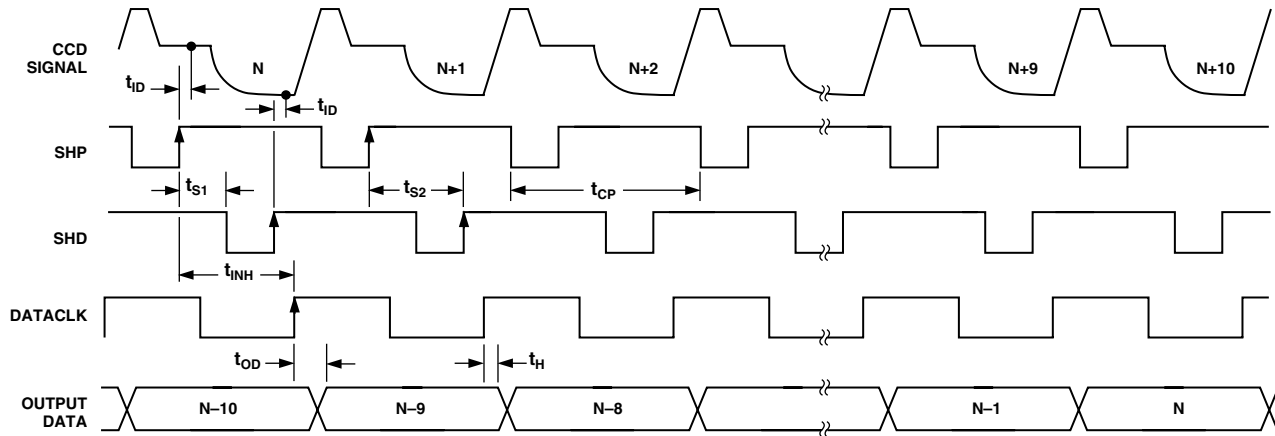 CCD
SIGNAL
N
N+1
N+2
N+9
N+10
tID
tID
SHP
tS1
tS2
tCP
SHD
tINH
DATACLK
tOD
tH
OUTPUT
DATA
N–10
N–9
N–8
N–1
N